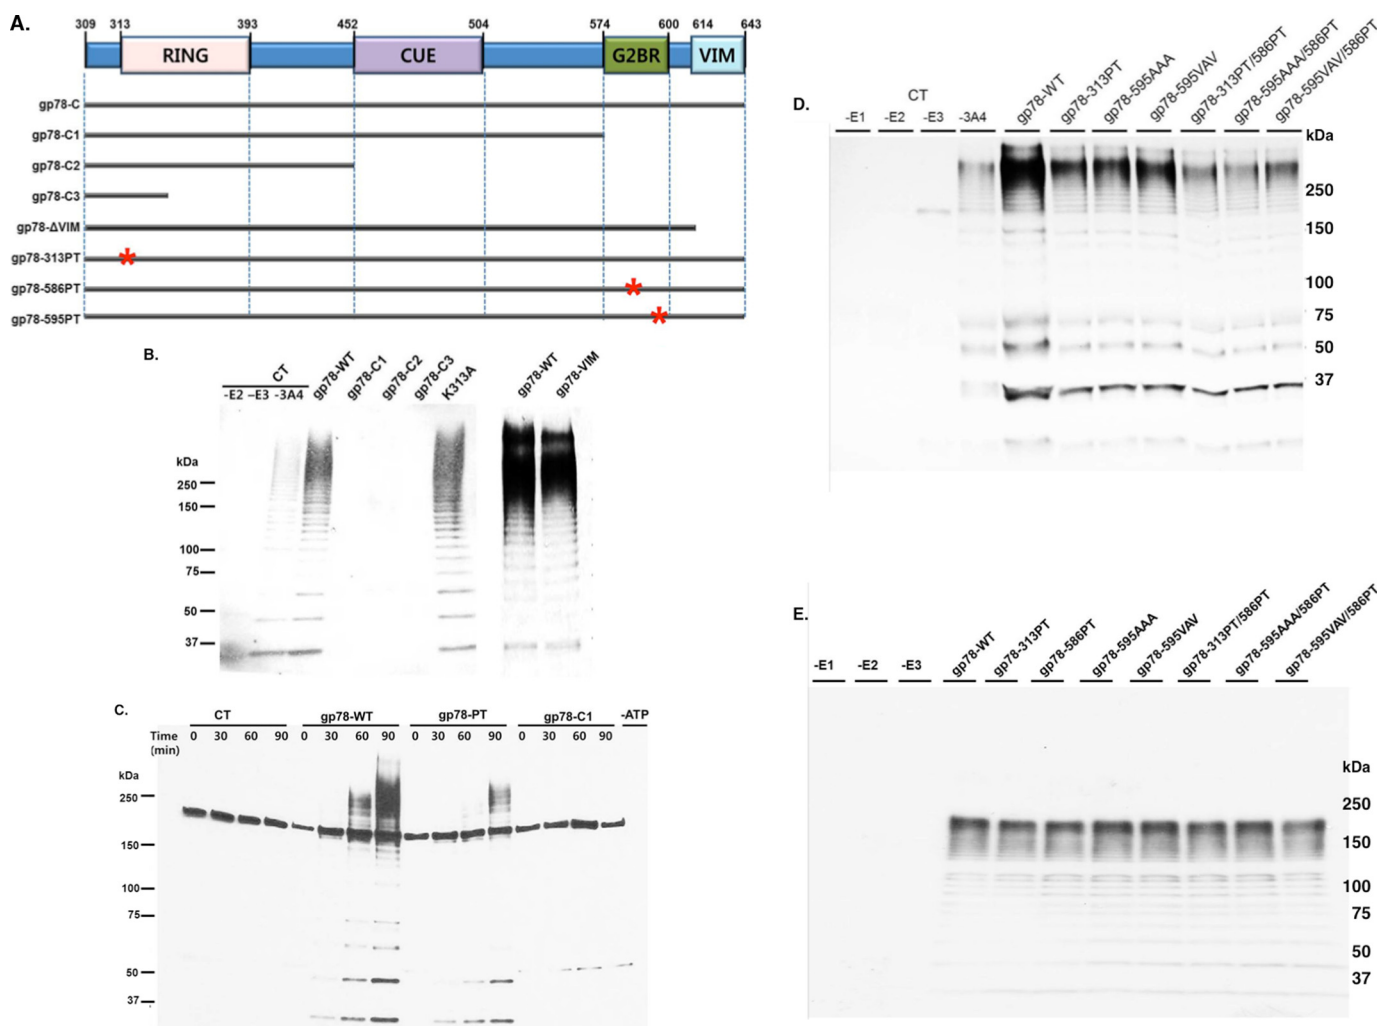 A.
309 313 393 452 504 574 600 614 643
RING CUE G2BR VIM
gp78-C
gp78-C1
gp78-C2
gp78-C3
gp78-ΔVIM
gp78-313PT
gp78-586PT
gp78-595PT
B.
CT
-E2 –E3 -3A4 gp78-WT gp78-C1 gp78-C2 gp78-C3 K313A gp78-WT gp78-VIM
kDa
250
150
100
75
50
37
C.
CT gp78-WT gp78-PT gp78-C1 -ATP
Time 0 30 60 90 0 30 60 90 0 30 60 90 0 30 60 90
(min)
kDa
250
150
100
75
50
37
D.
CT
-E1 -E2 -E3 -3A4 gp78-WT gp78-313PT gp78-595AAA gp78-595VAV gp78-313PT/586PT gp78-595AAA/586PT gp78-595VAV/586PT
kDa
250
150
100
75
50
37
E.
-E1 -E2 -E3 gp78-WT gp78-313PT gp78-586PT gp78-595AAA gp78-595VAV gp78-313PT/586PT gp78-595AAA/586PT gp78-595VAV/586PT
kDa
250
150
100
75
50
37